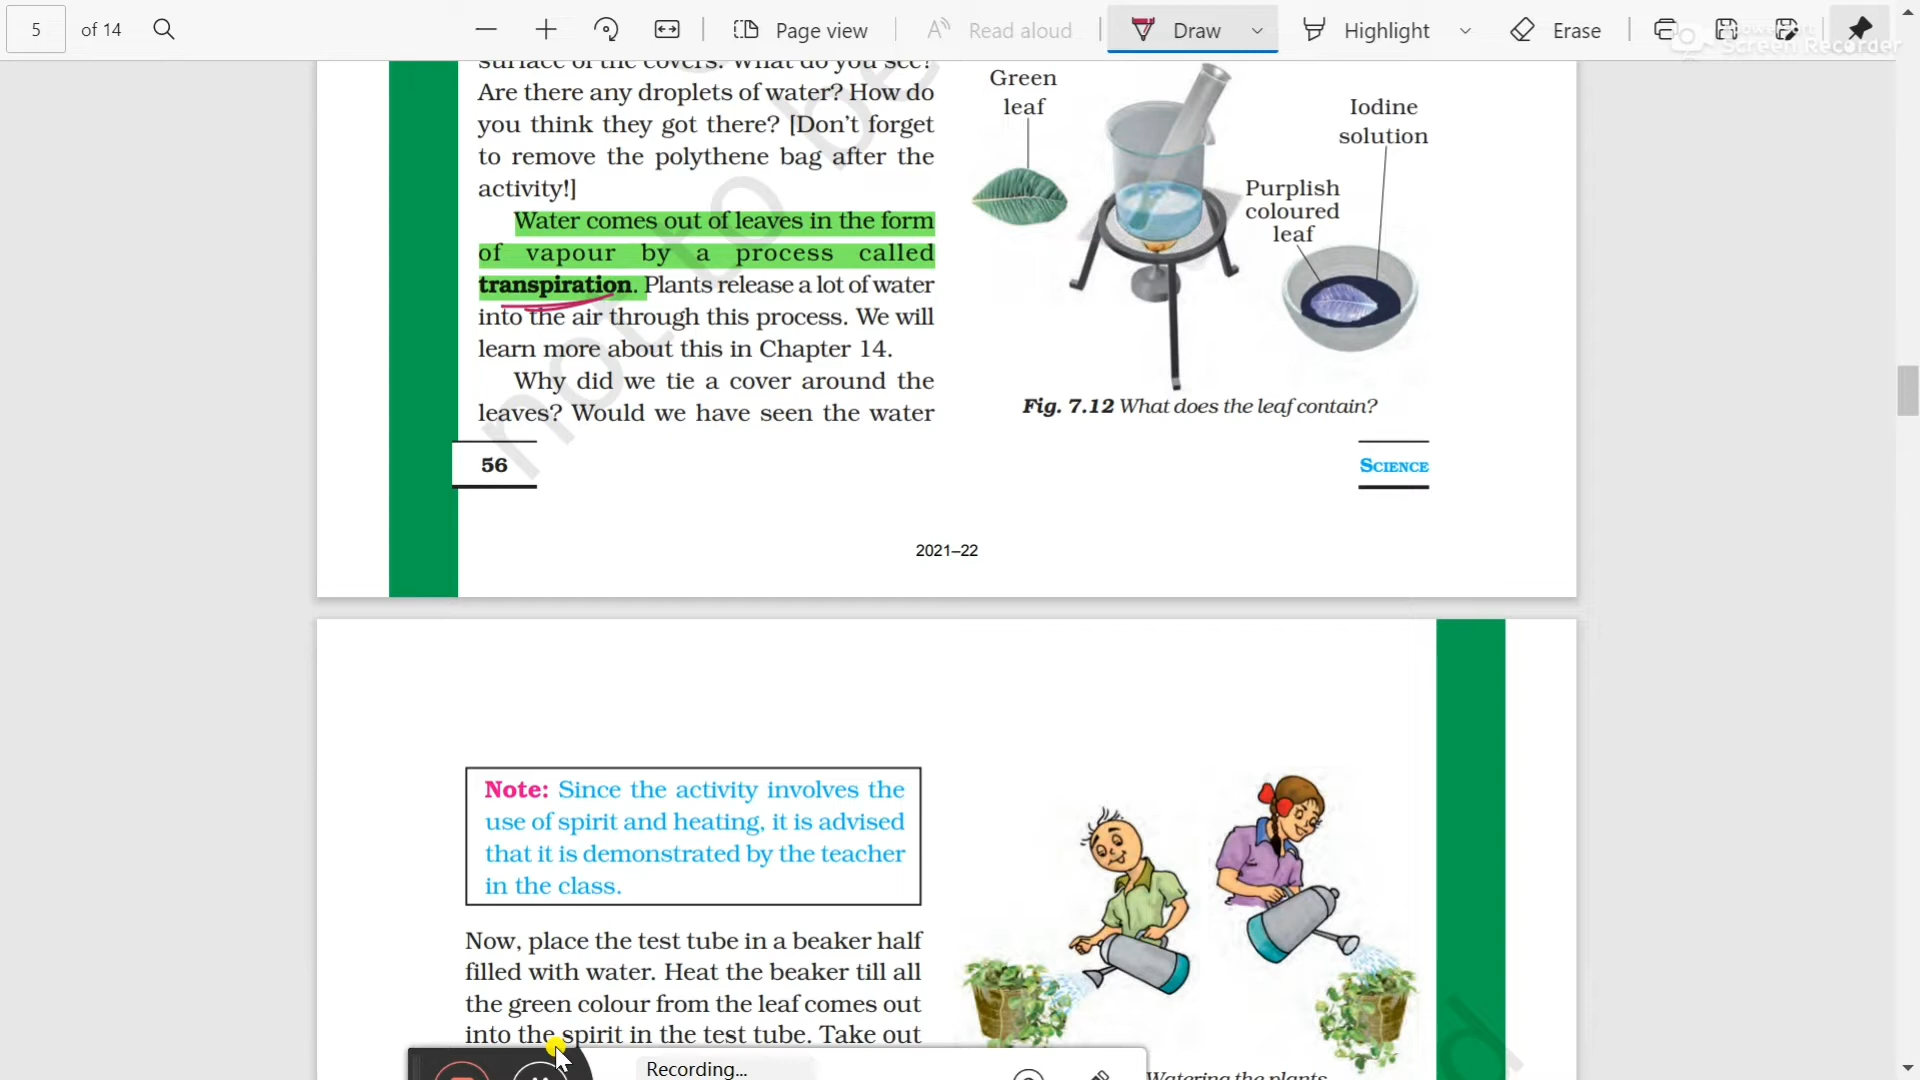 5 of 14 Page view Read aloud Draw Highlight Erase
Screen Recorder
surface of the covers. What do you see?
Are there any droplets of water? How do
you think they got there? [Don't forget
to remove the polythene bag after the
activity!]
Water comes out of leaves in the form
of vapour by a process called
transpiration. Plants release a lot of water
into the air through this process. We will
learn more about this in Chapter 14.
Why did we tie a cover around the
leaves? Would we have seen the water
56
Green
leaf
Iodine
solution
Purplish
coloured
leaf
Fig. 7.12 What does the leaf contain?
SCIENCE
not to be
2021–22
Note: Since the activity involves the
use of spirit and heating, it is advised
that it is demonstrated by the teacher
in the class.
Now, place the test tube in a beaker half
filled with water. Heat the beaker till all
the green colour from the leaf comes out
into the spirit in the test tube. Take out
Watering the plants
Recording...